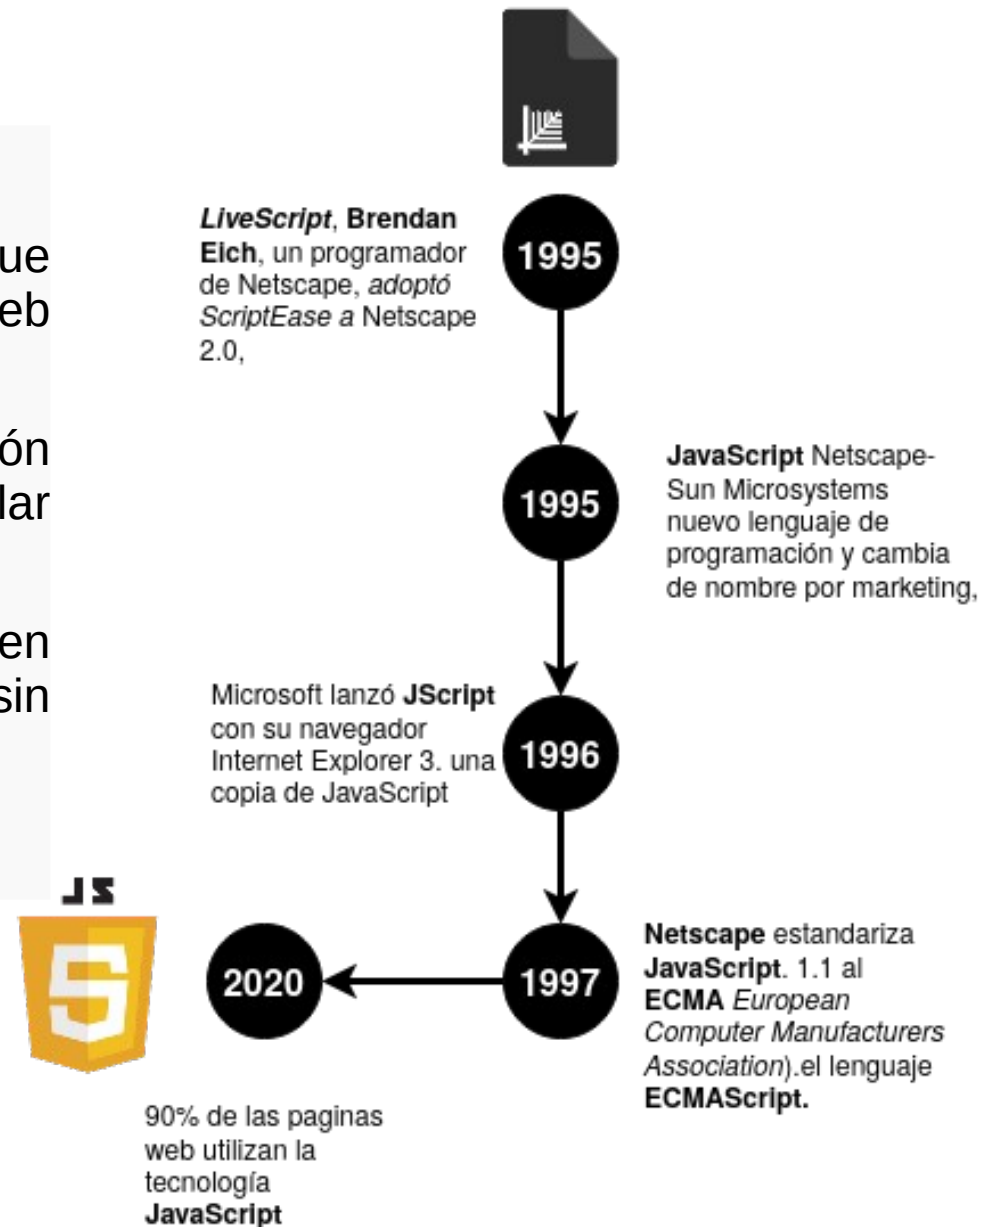 ue
eb
ón
lar
en
sin
LiveScript, Brendan
Eich, un programador
de Netscape, adoptó
ScriptEase a Netscape
2.0,
1995
1995
JavaScript Netscape-
Sun Microsystems
nuevo lenguaje de
programación y cambia
de nombre por marketing,
Microsoft lanzó JScript
con su navegador
Internet Explorer 3. una
copia de JavaScript
1996
1997
Netscape estandariza
JavaScript. 1.1 al
ECMA European
Computer Manufacturers
Association).el lenguaje
ECMAScript.
JS
5
2020
90% de las paginas
web utilizan la
tecnología
JavaScript